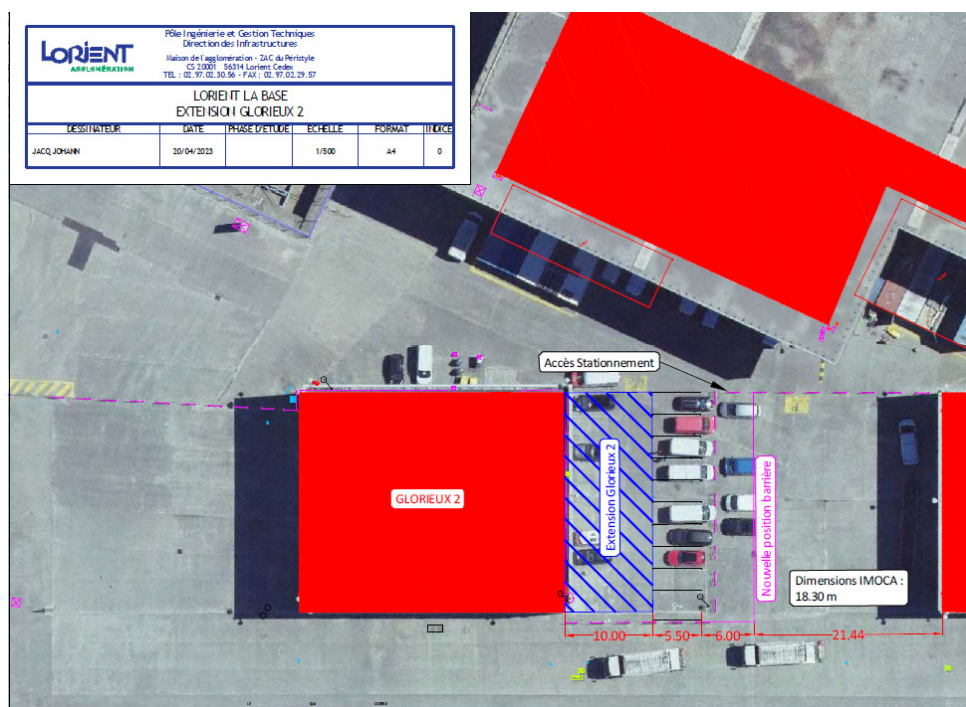 LORIENT
AGGLOMÉRATION
Pôle Ingénierie et Gestion Techniques
Direction des Infrastructures
Maison de l'agglomération - ZAC du Péristyle
CS 20001 56314 Lorient Cedex
TEL : 02.97.02.30.56 - FAX : 02.97.02.29.57
LORIENT LA BASE
EXTENSION GLORIEUX 2
DESSINATEUR DATE PHASE D'ETUDE ECHELLE FORMAT INDICE
JACQ JOHANN 20/04/2023 1/500 A4 0
Accès Stationnement
GLORIEUX 2
Extension Glorieux 2
Nouvelle position barrière
Dimensions IMOCA :
18.30 m
10.00 5.50 6.00 21.44